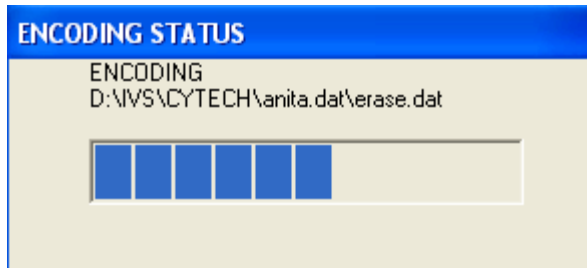 ENCODING STATUS
ENCODING
D:\IVS\CYTECH\anita.dat\erase.dat